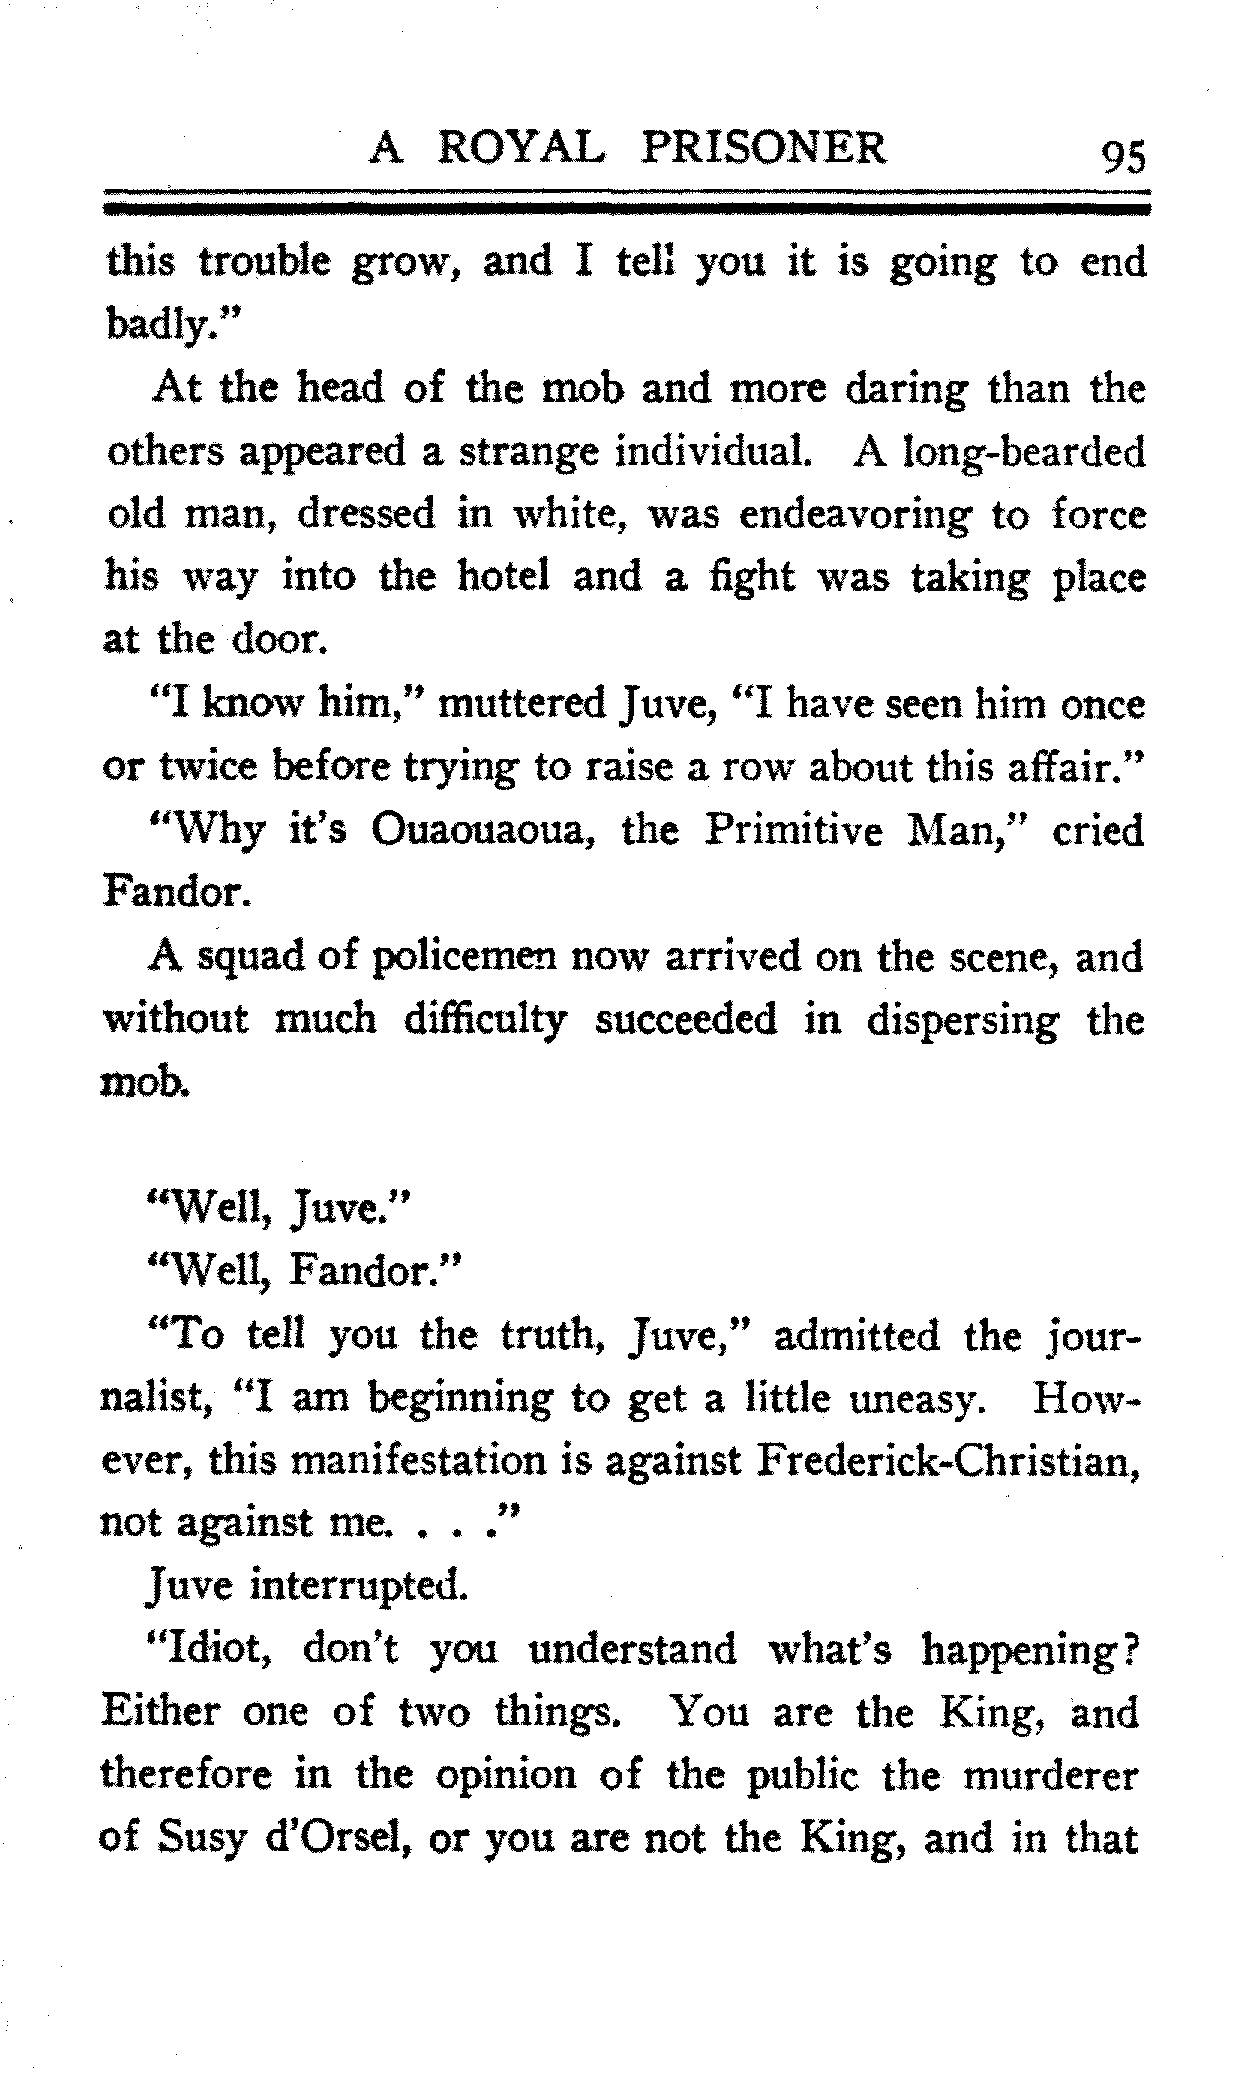 A ROYAL PRISONER 95
this trouble grow, and I tell you it is going to end
badly."
At the head of the mob and more daring than the
others appeared a strange individual. A long-bearded
old man, dressed in white, was endeavoring to force
his way into the hotel and a fight was taking place
at the door.
"I know him," muttered Juve, "I have seen him once
or twice before trying to raise a row about this affair."
"Why it's Ouaouaoua, the Primitive Man," cried
Fandor.
A squad of policemen now arrived on the scene, and
without much difficulty succeeded in dispersing the
mob.
"Well, Juve."
"Well, Fandor."
"To tell you the truth, Juve," admitted the jour-
nalist, "I am beginning to get a little uneasy. How-
ever, this manifestation is against Frederick-Christian,
not against me. . . ."
Juve interrupted.
"Idiot, don't you understand what's happening?
Either one of two things. You are the King, and
therefore in the opinion of the public the murderer
of Susy d'Orsel, or you are not the King, and in that